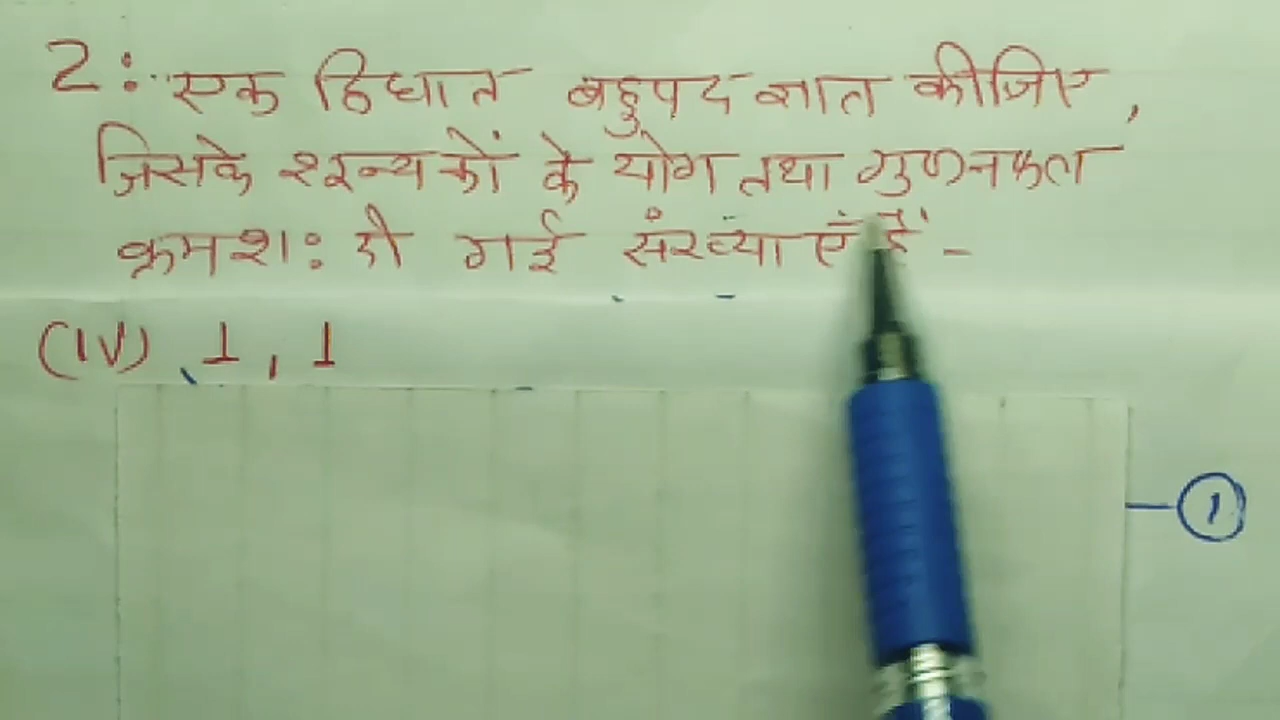 2: एक द्विघात बहुपद ज्ञात कीजिए,
जिसके शून्यकों के योग तथा गुणनफल
क्रमशः दी गई संख्याएँ हैं -
(iv) 1, 1
1